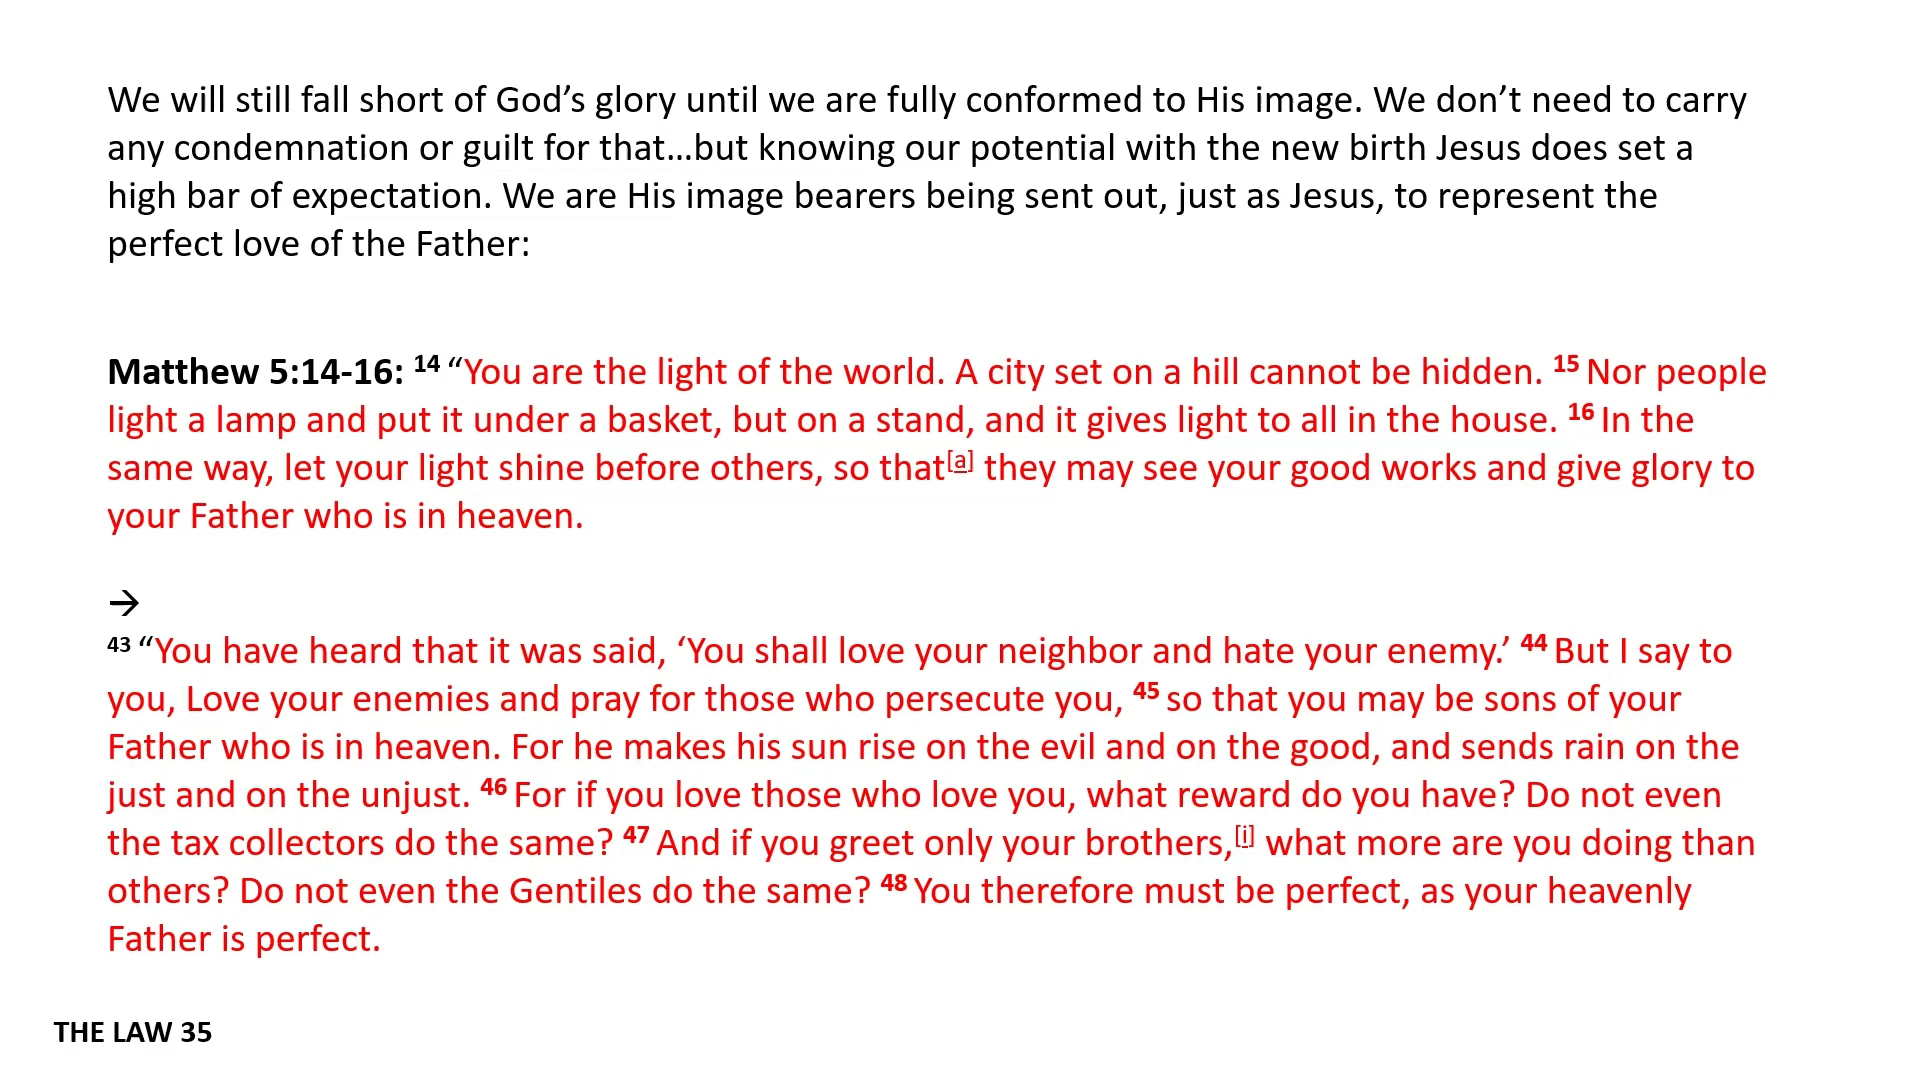 We will still fall short of God’s glory until we are fully conformed to His image. We don’t need to carry
any condemnation or guilt for that…but knowing our potential with the new birth Jesus does set a
high bar of expectation. We are His image bearers being sent out, just as Jesus, to represent the
perfect love of the Father:
Matthew 5:14-16: 14 “You are the light of the world. A city set on a hill cannot be hidden. 15 Nor people
light a lamp and put it under a basket, but on a stand, and it gives light to all in the house. 16 In the
same way, let your light shine before others, so that[a] they may see your good works and give glory to
your Father who is in heaven.
→
43 “You have heard that it was said, ‘You shall love your neighbor and hate your enemy.’ 44 But I say to
you, Love your enemies and pray for those who persecute you, 45 so that you may be sons of your
Father who is in heaven. For he makes his sun rise on the evil and on the good, and sends rain on the
just and on the unjust. 46 For if you love those who love you, what reward do you have? Do not even
the tax collectors do the same? 47 And if you greet only your brothers,[i] what more are you doing than
others? Do not even the Gentiles do the same? 48 You therefore must be perfect, as your heavenly
Father is perfect.
THE LAW 35